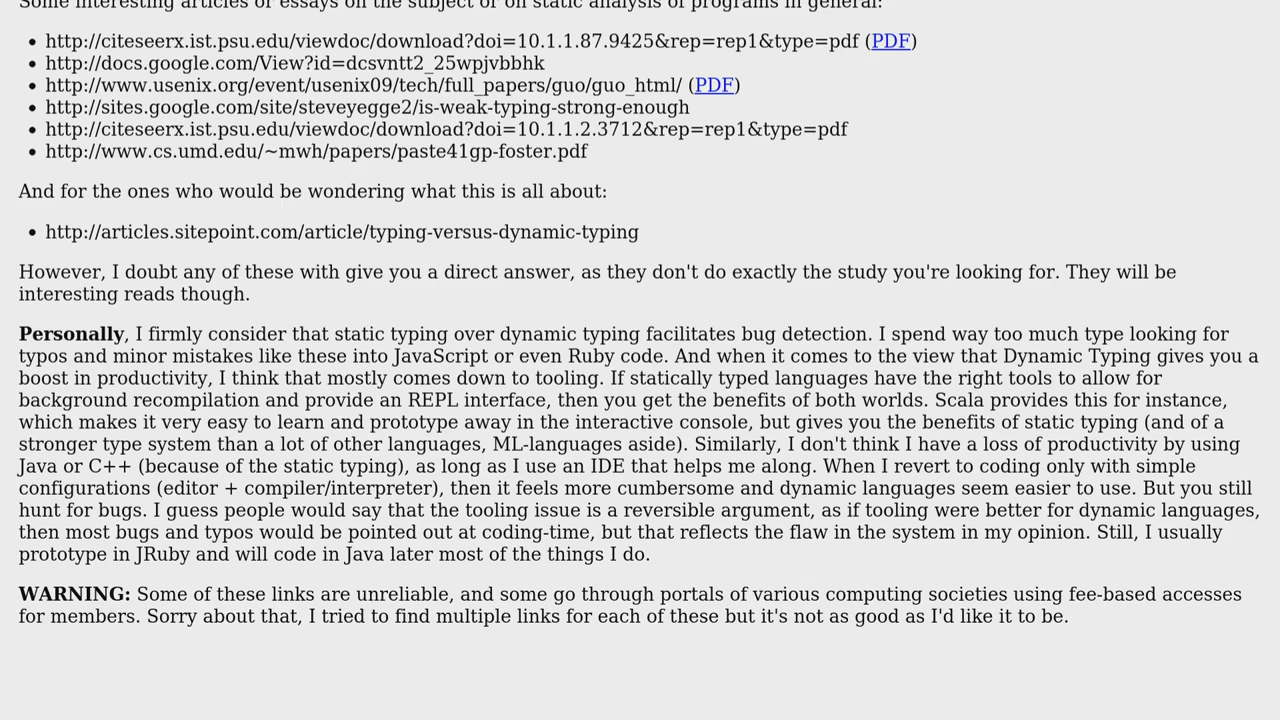 Some interesting articles or essays on the subject or on static analysis of programs in general:
• http://citeseerx.ist.psu.edu/viewdoc/download?doi=10.1.1.87.9425&rep=rep1&type=pdf (PDF)
• http://docs.google.com/View?id=dcsvntt2_25wpjvbbhk
• http://www.usenix.org/event/usenix09/tech/full_papers/guo/guo_html/ (PDF)
• http://sites.google.com/site/steveyegge2/is-weak-typing-strong-enough
• http://citeseerx.ist.psu.edu/viewdoc/download?doi=10.1.1.2.3712&rep=rep1&type=pdf
• http://www.cs.umd.edu/~mwh/papers/paste41gp-foster.pdf
And for the ones who would be wondering what this is all about:
• http://articles.sitepoint.com/article/typing-versus-dynamic-typing
However, I doubt any of these with give you a direct answer, as they don't do exactly the study you're looking for. They will be
interesting reads though.
Personally, I firmly consider that static typing over dynamic typing facilitates bug detection. I spend way too much type looking for
typos and minor mistakes like these into JavaScript or even Ruby code. And when it comes to the view that Dynamic Typing gives you a
boost in productivity, I think that mostly comes down to tooling. If statically typed languages have the right tools to allow for
background recompilation and provide an REPL interface, then you get the benefits of both worlds. Scala provides this for instance,
which makes it very easy to learn and prototype away in the interactive console, but gives you the benefits of static typing (and of a
stronger type system than a lot of other languages, ML-languages aside). Similarly, I don't think I have a loss of productivity by using
Java or C++ (because of the static typing), as long as I use an IDE that helps me along. When I revert to coding only with simple
configurations (editor + compiler/interpreter), then it feels more cumbersome and dynamic languages seem easier to use. But you still
hunt for bugs. I guess people would say that the tooling issue is a reversible argument, as if tooling were better for dynamic languages,
then most bugs and typos would be pointed out at coding-time, but that reflects the flaw in the system in my opinion. Still, I usually
prototype in JRuby and will code in Java later most of the things I do.
WARNING: Some of these links are unreliable, and some go through portals of various computing societies using fee-based accesses
for members. Sorry about that, I tried to find multiple links for each of these but it's not as good as I'd like it to be.